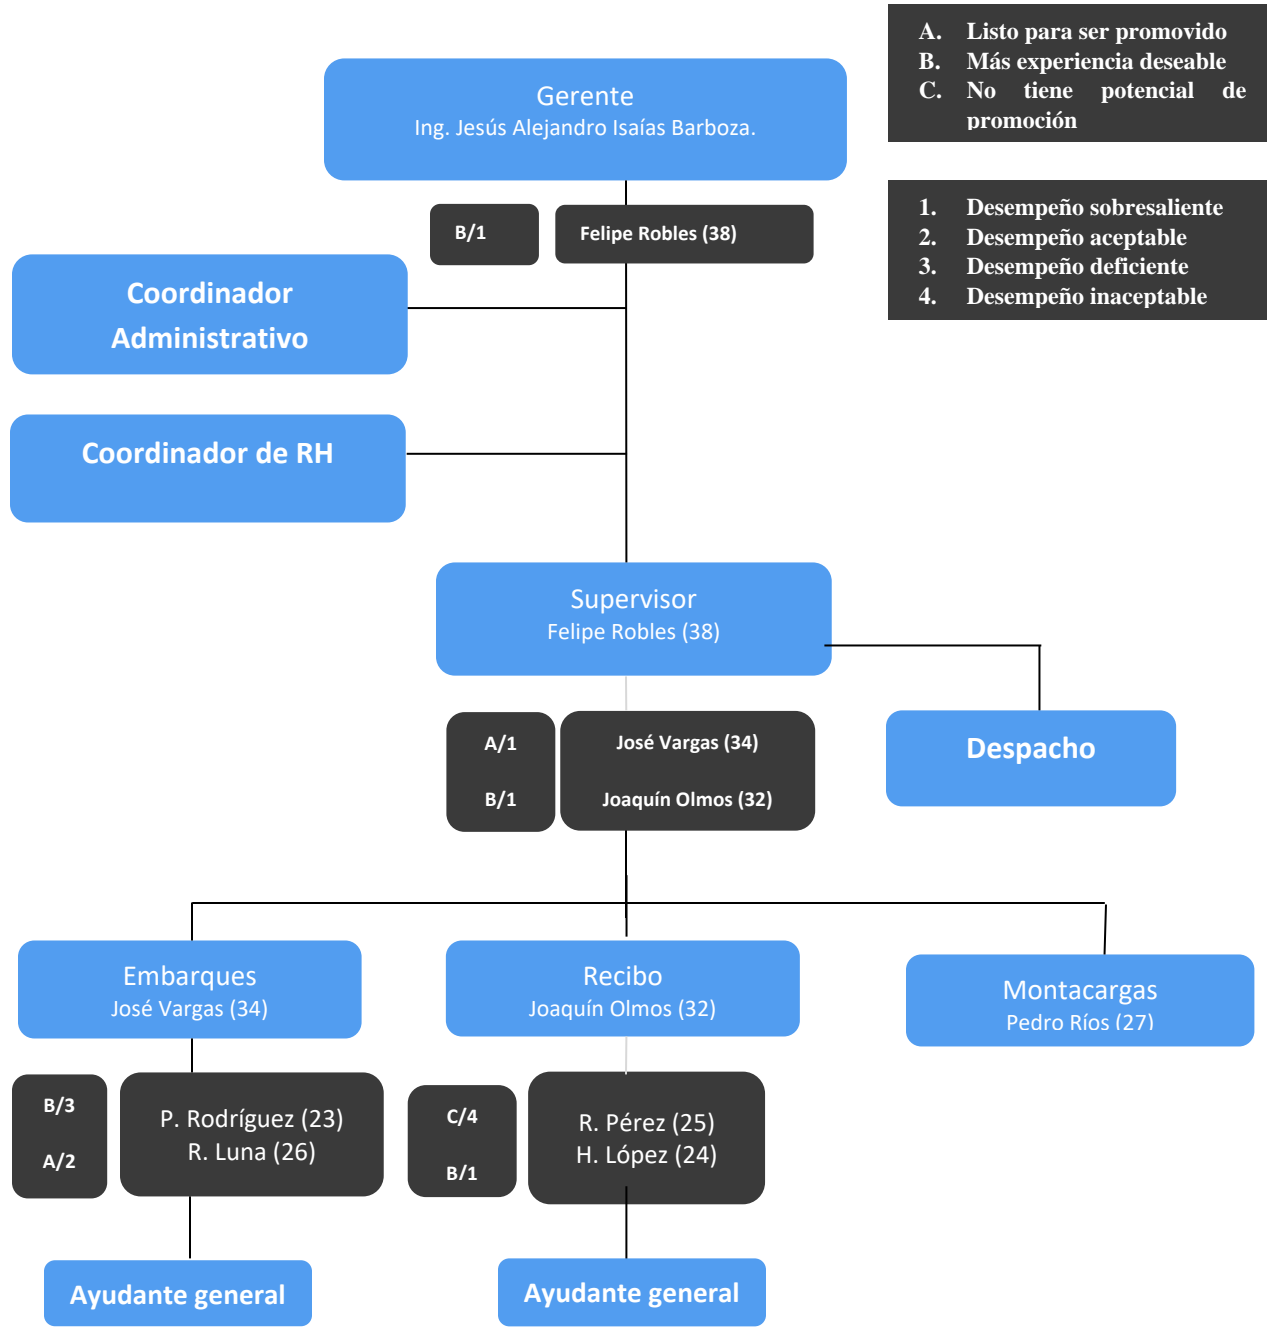 A. Listo para ser promovido
B. Más experiencia deseable
C. No tiene potencial de
promoción
Gerente
Ing. Jesús Alejandro Isaías Barboza.
1. Desempeño sobresaliente
2. Desempeño aceptable
3. Desempeño deficiente
4. Desempeño inaceptable
B/1
Felipe Robles (38)
Coordinador
Administrativo
Coordinador de RH
Supervisor
Felipe Robles (38)
A/1
José Vargas (34)
B/1
Joaquín Olmos (32)
Despacho
Embarques
José Vargas (34)
Recibo
Joaquín Olmos (32)
Montacargas
Pedro Ríos (27)
B/3
A/2
P. Rodríguez (23)
R. Luna (26)
C/4
B/1
R. Pérez (25)
H. López (24)
Ayudante general
Ayudante general